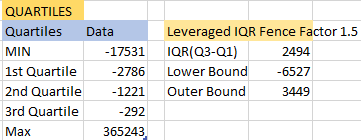 QUARTILES
Quartiles Data Leveraged IQR Fence Factor 1.5
MIN -17531 IQR(Q3-Q1) 2494
1st Quartile -2786 Lower Bound -6527
2nd Quartile -1221 Outer Bound 3449
3rd Quartile -292
Max 365243